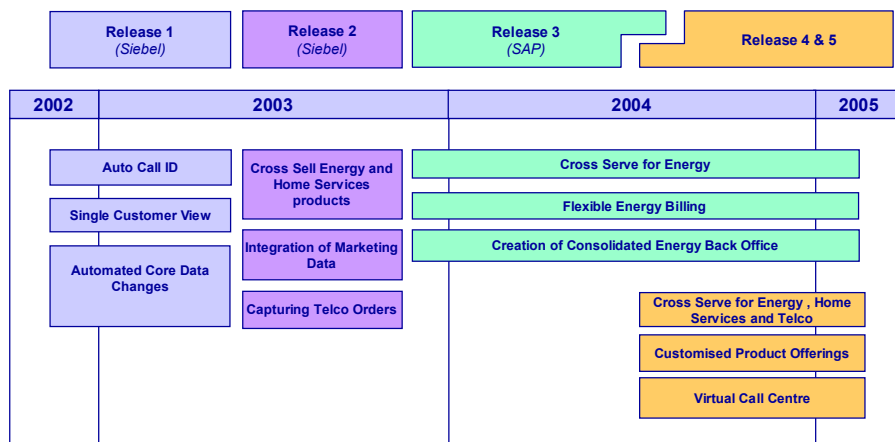 Release 1
(Siebel)
Release 2
(Siebel)
Release 3
(SAP)
Release 4 & 5
2002
2003
2004
2005
Auto Call ID
Single Customer View
Automated Core Data
Changes
Cross Sell Energy and
Home Services
products
Integration of Marketing
Data
Capturing Telco Orders
Cross Serve for Energy
Flexible Energy Billing
Creation of Consolidated Energy Back Office
Cross Serve for Energy , Home
Services and Telco
Customised Product Offerings
Virtual Call Centre